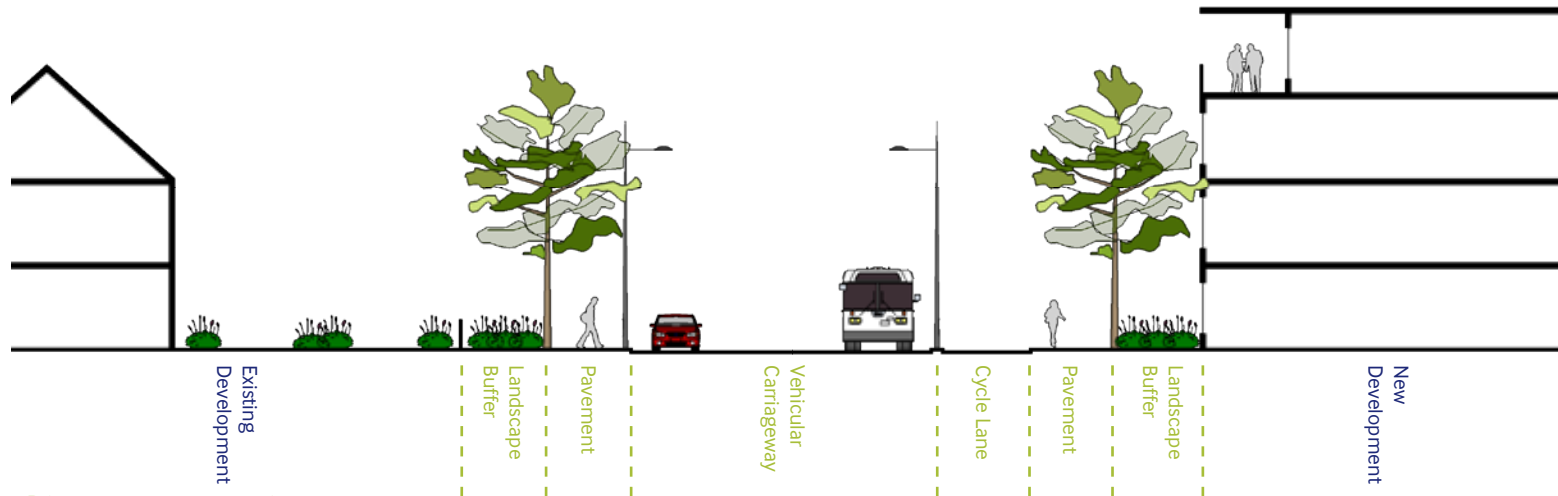 Existing
Development
Landscape
Buffer
Pavement
Vehicular
Carriageway
Cycle Lane
Pavement
Landscape
Buffer
New
Development